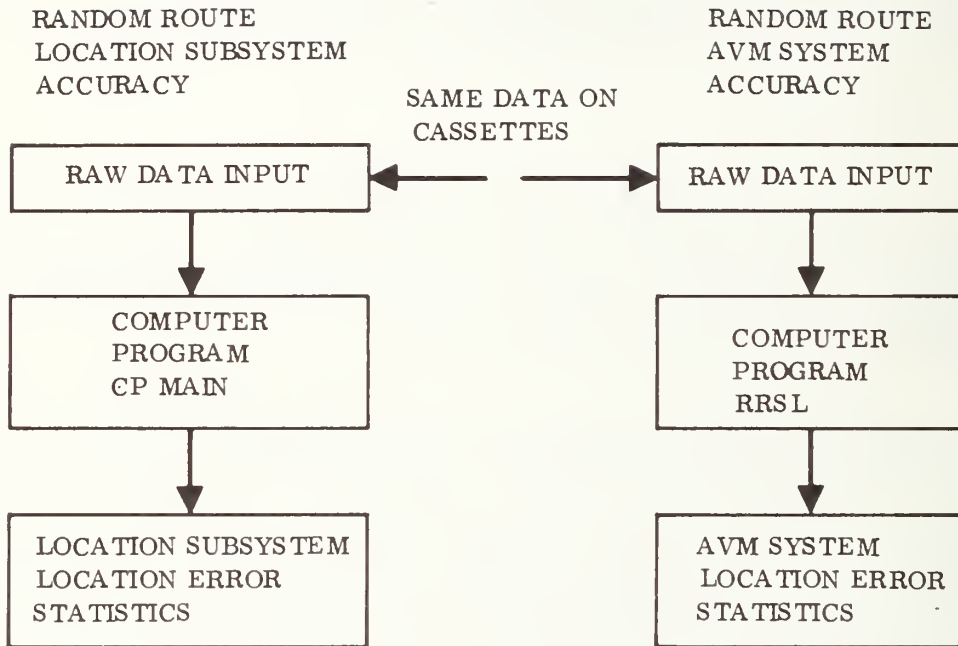 RANDOM ROUTE
LOCATION SUBSYSTEM
ACCURACY
RANDOM ROUTE
AVM SYSTEM
ACCURACY
SAME DATA ON
CASSETTES
RAW DATA INPUT
RAW DATA INPUT
COMPUTER
PROGRAM
CP MAIN
COMPUTER
PROGRAM
RRSL
LOCATION SUBSYSTEM
LOCATION ERROR
STATISTICS
AVM SYSTEM
LOCATION ERROR
STATISTICS